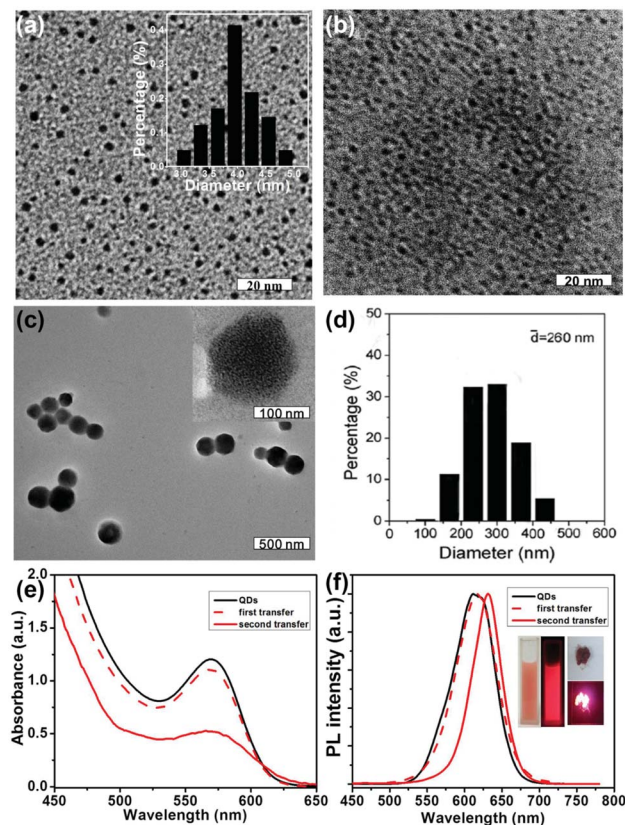 (a)
Percentage (%)
0.4
0.3
0.2
0.1
0.0
3.0 3.5 4.0 4.5 5.0
Diameter (nm)
20 nm
(b)
20 nm
(c)
100 nm
500 nm
(d)
d̄=260 nm
Percentage (%)
50
40
30
20
10
0
0 100 200 300 400 500 600
Diameter (nm)
(e)
Absorbance (a.u.)
2.0
1.5
1.0
0.5
0.0
QDs
first transfer
second transfer
450 500 550 600 650
Wavelength (nm)
(f)
PL intensity (a.u.)
QDs
first transfer
second transfer
450 500 550 600 650 700 750 800
Wavelength (nm)